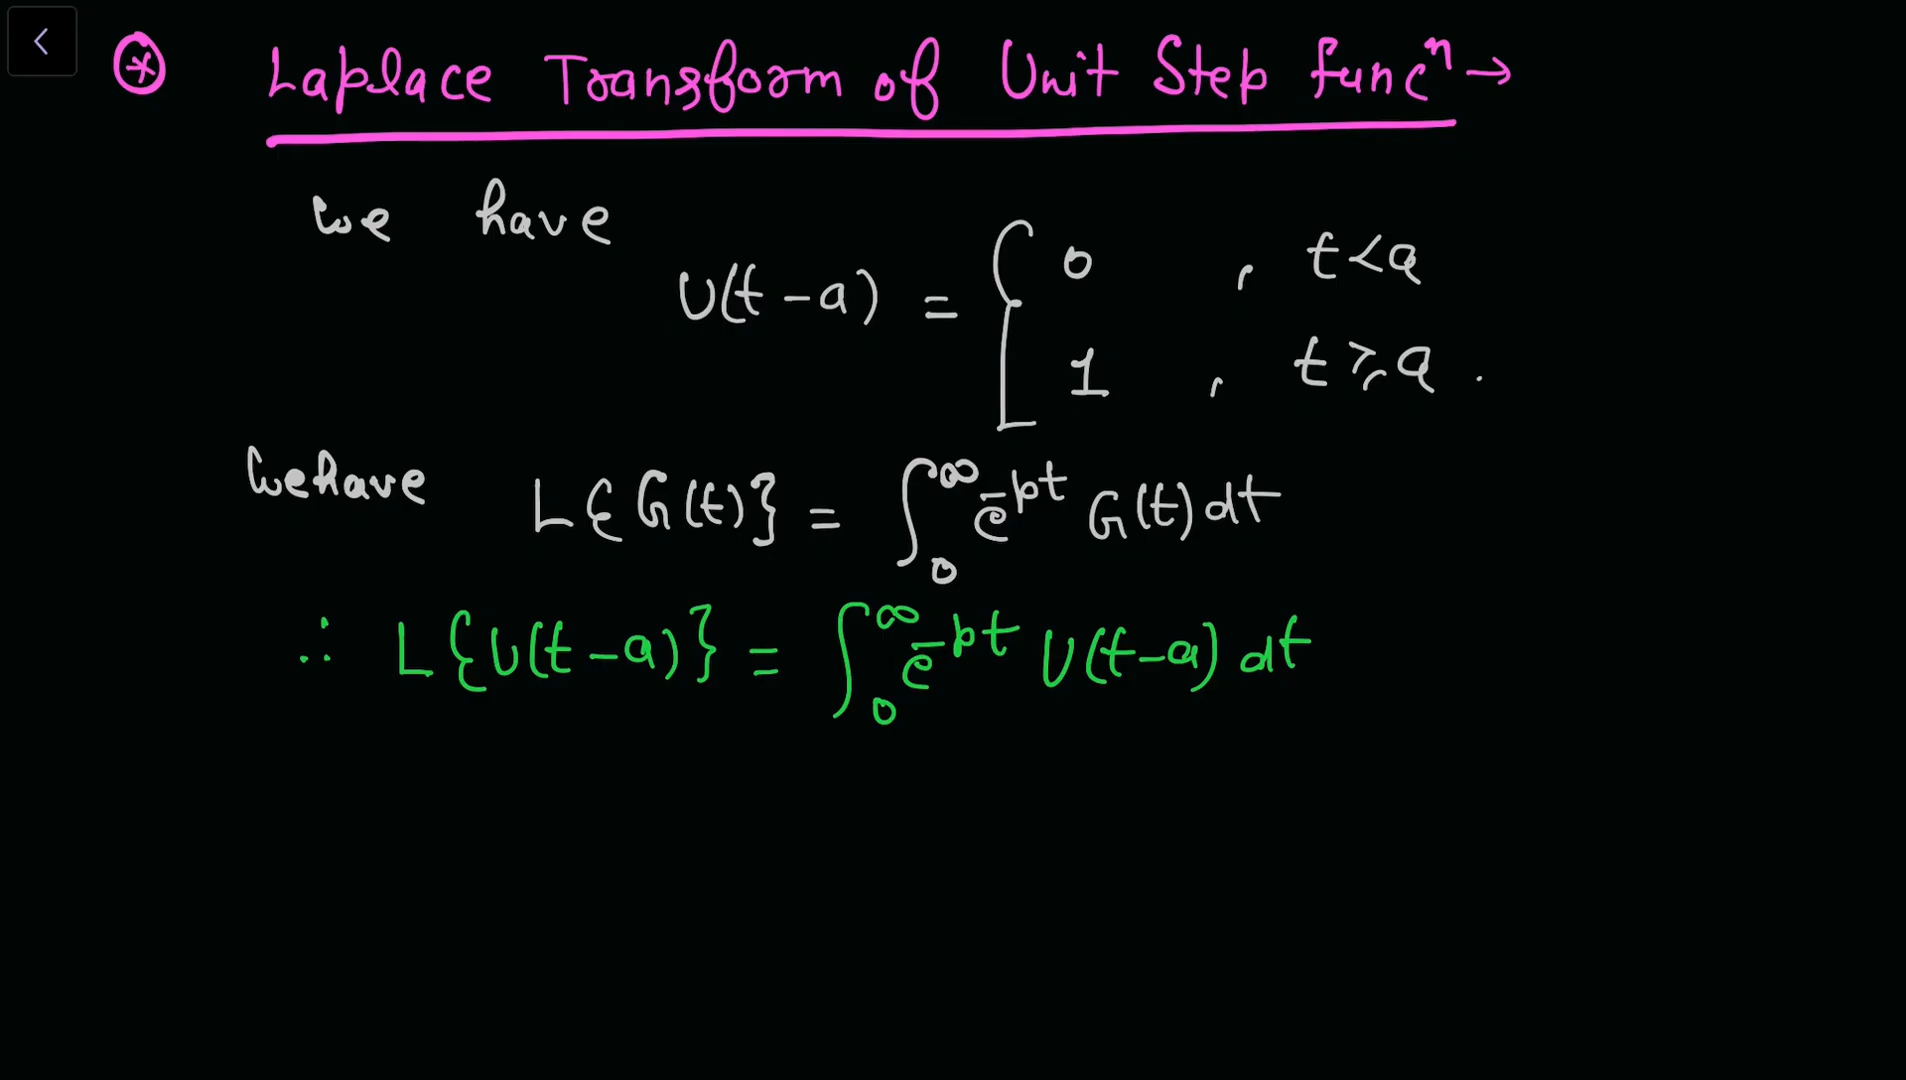 ⊛ Laplace Transform of Unit Step funcⁿ →
we have
U(t-a) = { 0 , t<a
1 , t⩾a .
We have L{G(t)} = ∫₀^∞ e^-pt G(t) dt
∴ L{U(t-a)} = ∫₀^∞ e^-pt U(t-a) dt